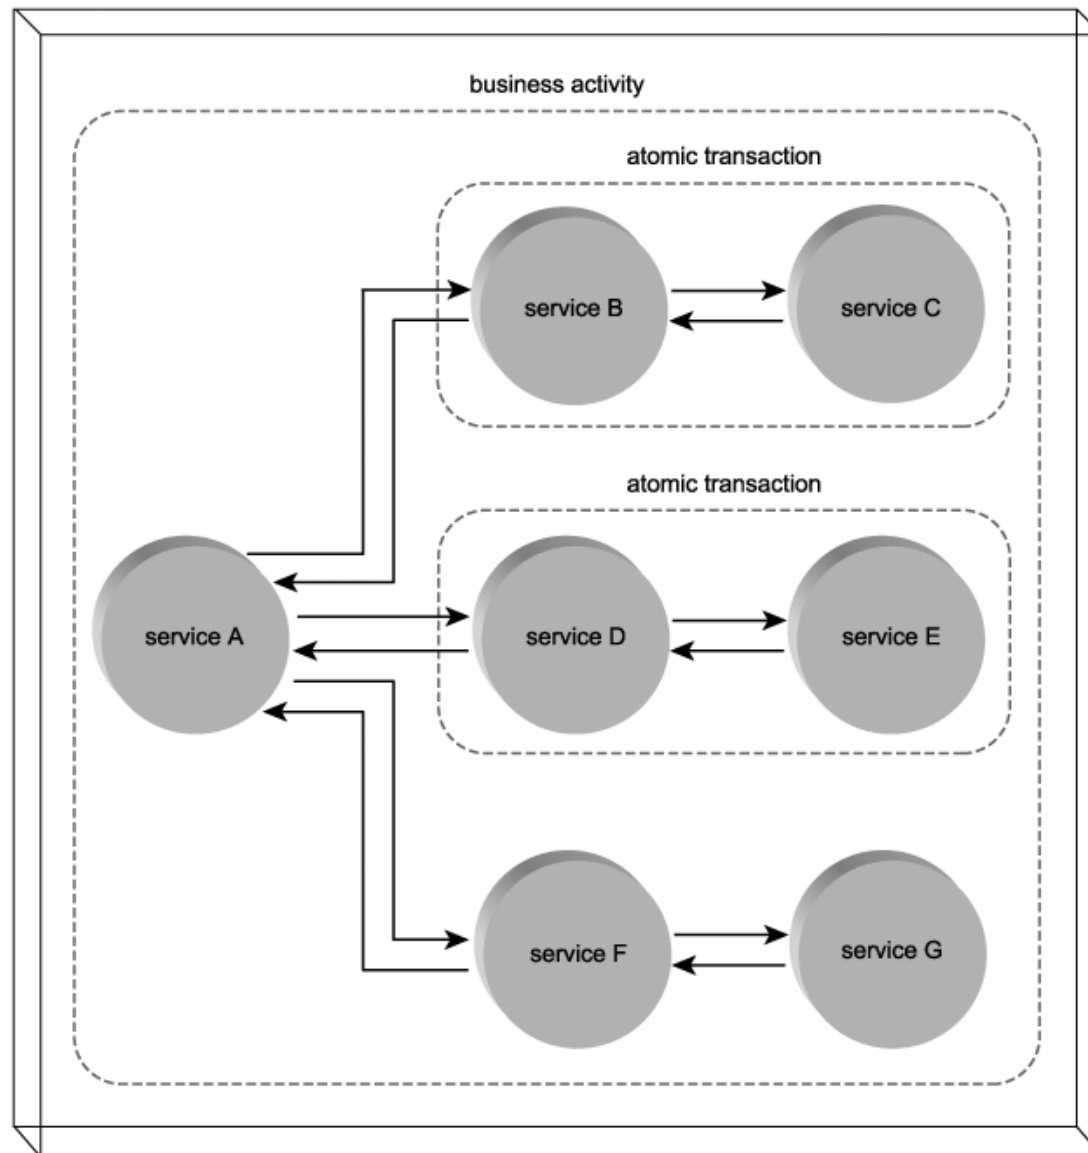 business activity
atomic transaction
service B
service C
atomic transaction
service A
service D
service E
service F
service G